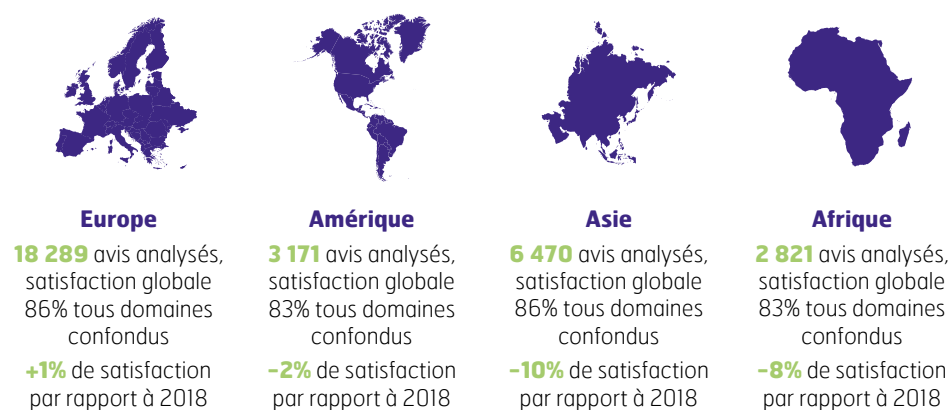 Europe
18 289 avis analysés,
satisfaction globale
86% tous domaines
confondus
+1% de satisfaction
par rapport à 2018
Amérique
3 171 avis analysés,
satisfaction globale
83% tous domaines
confondus
-2% de satisfaction
par rapport à 2018
Asie
6 470 avis analysés,
satisfaction globale
86% tous domaines
confondus
-10% de satisfaction
par rapport à 2018
Afrique
2 821 avis analysés,
satisfaction globale
83% tous domaines
confondus
-8% de satisfaction
par rapport à 2018